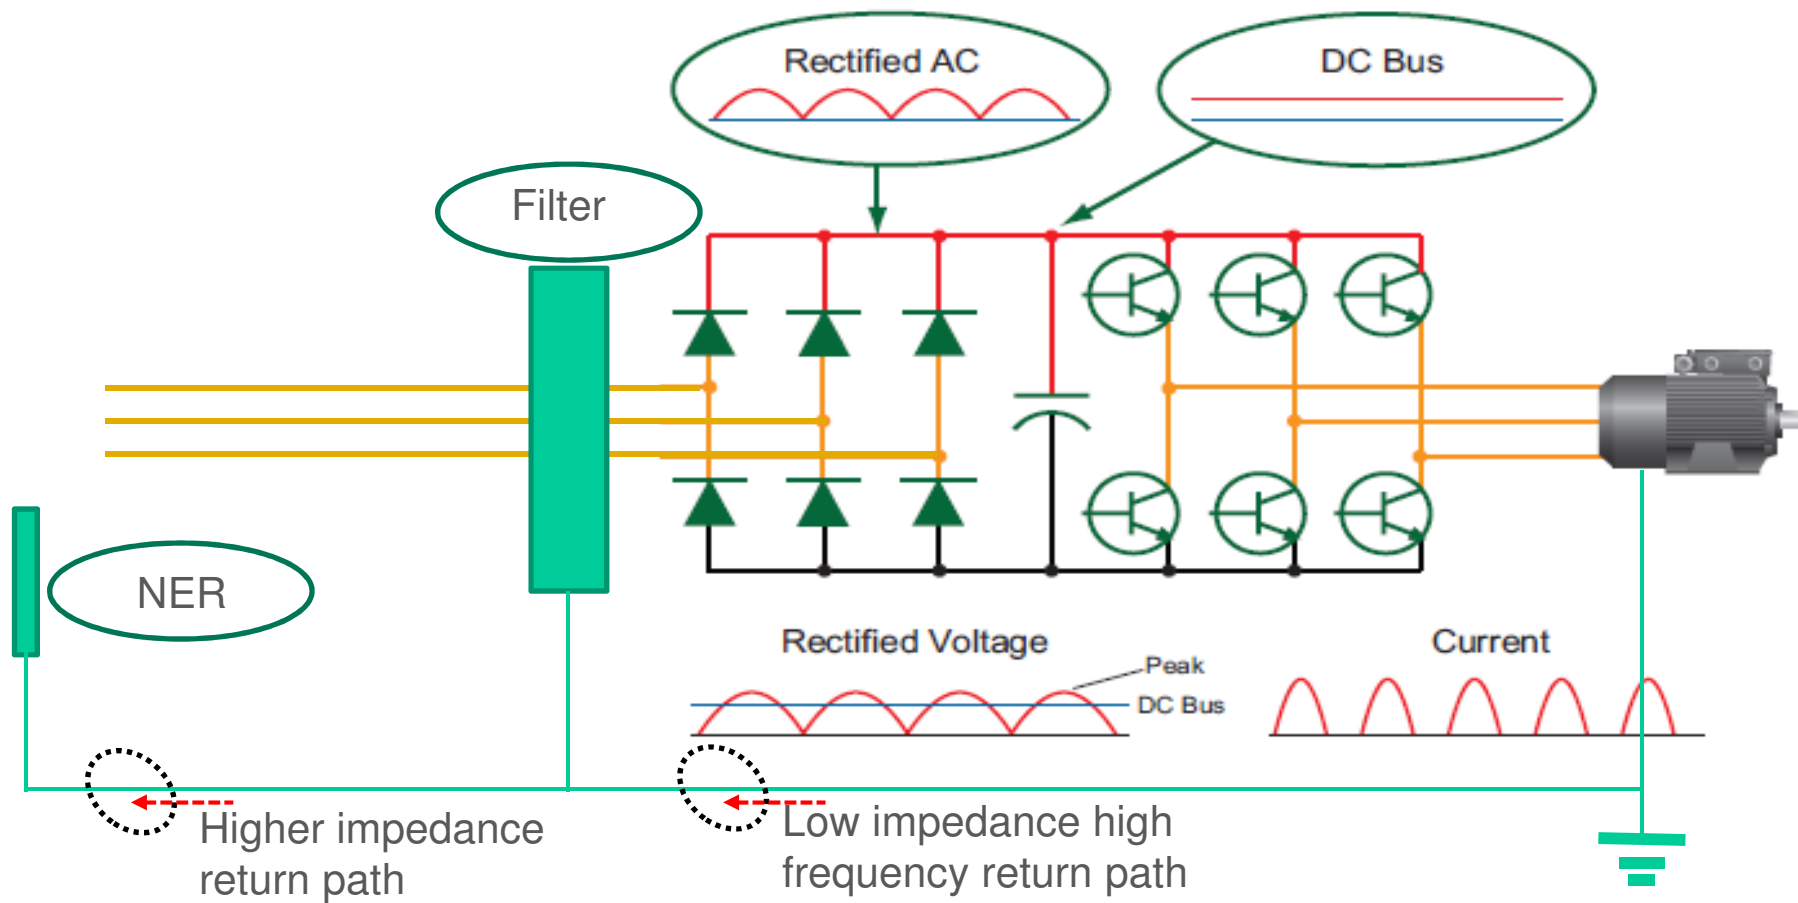 Rectified AC
DC Bus
Filter
NER
Rectified Voltage
Current
Peak
DC Bus
Higher impedance
return path
Low impedance high
frequency return path